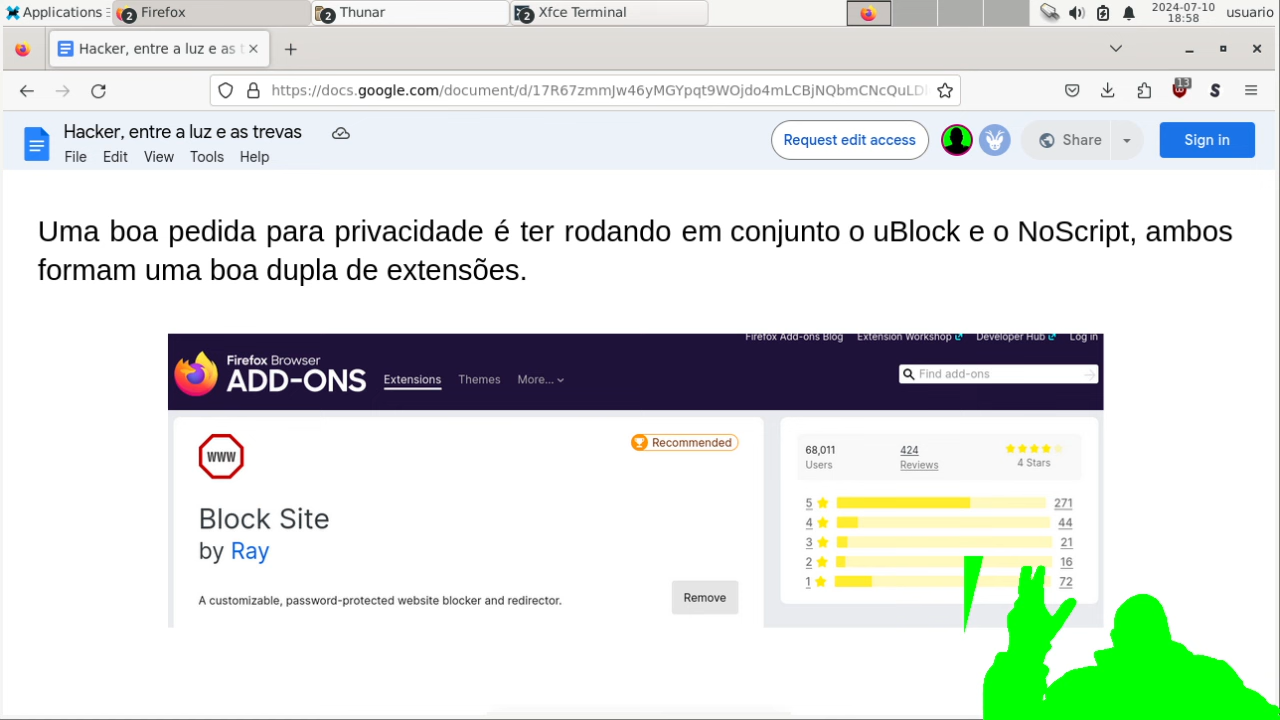 Applications
2 Firefox
2 Thunar
2 Xfce Terminal
2024-07-10
18:58
usuario
Hacker, entre a luz e as t
https://docs.google.com/document/d/17R67zmmJw46yMGYpqt9WOjdo4mLCBjNQbmCNcQuLD
13
S
Hacker, entre a luz e as trevas
File Edit View Tools Help
Request edit access
Share
Sign in
Uma boa pedida para privacidade é ter rodando em conjunto o uBlock e o NoScript, ambos
formam uma boa dupla de extensões.
Firefox Add-ons Blog Extension Workshop Developer Hub Log in
Firefox Browser
ADD-ONS
Extensions Themes More...
Find add-ons
WWW
Recommended
Block Site
by Ray
A customizable, password-protected website blocker and redirector.
Remove
68,011 424
Users Reviews 4 Stars
5 271
4 44
3 21
2 16
1 72